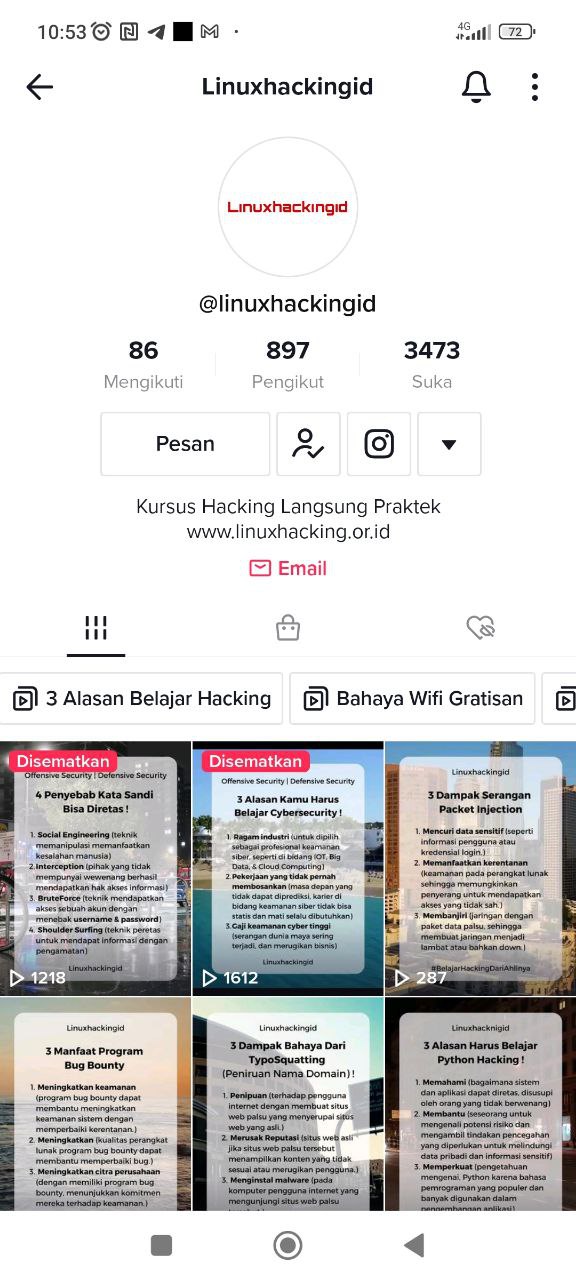 10:53
4G
72
Linuxhackingid
Linuxhackingid
@linuxhackingid
86
897
3473
Mengikuti
Pengikut
Suka
Pesan
Kursus Hacking Langsung Praktek
www.linuxhacking.or.id
Email
3 Alasan Belajar Hacking
Bahaya Wifi Gratisan
Disematkan
Offensive Security | Defensive Security
4 Penyebab Kata Sandi
Bisa Diretas !
1. Social Engineering (teknik
memanipulasi memanfaatkan
kesalahan manusia)
2. Interception (pihak yang tidak
mempunyai wewenang berhasil
mendapatkan hak akses informasi)
3. BruteForce (teknik mendapatkan
akses sebuah akun dengan
menebak username & password)
4. Shoulder Surfing (teknik peretas
untuk mendapat informasi dengan
pengamatan)
Linuxhackingid
1218
Disematkan
Offensive Security | Defensive Security
3 Alasan Kamu Harus
Belajar Cybersecurity !
1. Ragam industri (untuk dipilih
sebagai profesional keamanan
siber, seperti di bidang IOT, Big
Data, & Cloud Computing)
2. Pekerjaan yang tidak pernah
membosankan (masa depan yang
tidak dapat diprediksi, karier di
bidang keamanan siber tidak bisa
statis dan mati selalu dibutuhkan)
3. Gaji keamanan cyber tinggi
(serangan dunia maya sering
terjadi, dan merugikan bisnis)
Linuxhackingid
1612
Linuxhackingid
3 Dampak Serangan
Packet Injection
1. Mencuri data sensitif (seperti
informasi pengguna atau
kredensial login.)
2. Memanfaatkan kerentanan
(keamanan pada perangkat lunak
sehingga memungkinkan
penyerang untuk mendapatkan
akses yang tidak sah.)
3. Membanjiri (jaringan dengan
paket data palsu, sehingga
membuat jaringan menjadi
lambat atau bahkan down.)
#BelajarHackingDariAhlinya
287
Linuxhackingid
3 Manfaat Program
Bug Bounty
1. Meningkatkan keamanan
(program bug bounty dapat
membantu meningkatkan
keamanan sistem dengan
memperbaiki kerentanan.)
2. Meningkatkan (kualitas perangkat
lunak program bug bounty dapat
membantu memperbaiki bug.)
3. Meningkatkan citra perusahaan
(dengan memiliki program bug
bounty, menunjukkan komitmen
mereka terhadap keamanan.)
Linuxhackingid
3 Dampak Bahaya Dari
TypoSquatting
(Peniruan Nama Domain) !
1. Penipuan (terhadap pengguna
internet dengan membuat situs
web palsu yang menyerupai situs
web yang asli.)
2. Merusak Reputasi (situs web asli
jika situs web palsu tersebut
menampilkan konten yang tidak
sesuai atau merugikan pengguna.)
3. Menginstal malware (pada
komputer pengguna internet yang
mengunjungi situs web palsu
Linuxhacknigid
3 Alasan Harus Belajar
Python Hacking !
1. Memahami (bagaimana sistem
dan aplikasi dapat diretas, disusupi
oleh orang yang tidak berwenang)
2. Membantu (seseorang untuk
mengenali potensi risiko dan
mengambil tindakan pencegahan
yang diperlukan untuk melindungi
data pribadi dan informasi sensitif)
3. Memperkuat (pengetahuan
mengenai, Python karena bahasa
pemrograman yang populer dan
banyak digunakan dalam
pengembangan aplikasi)